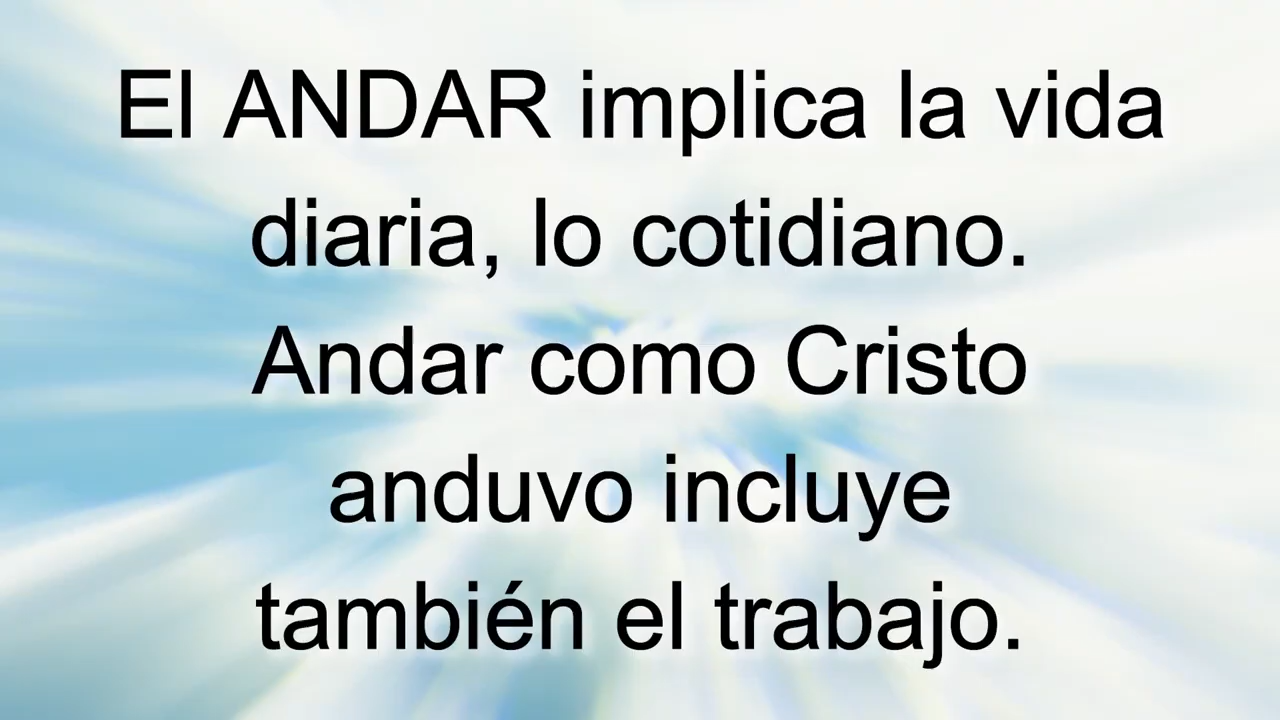 El ANDAR implica la vida
diaria, lo cotidiano.
Andar como Cristo
anduvo incluye
también el trabajo.